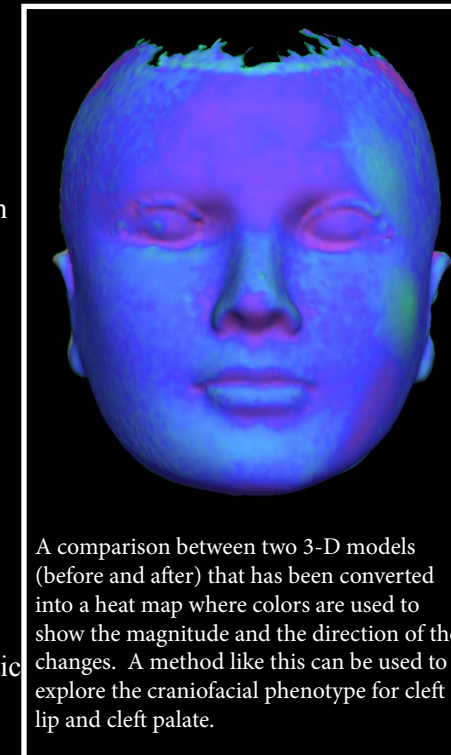 A comparison between two 3-D models
(before and after) that has been converted
into a heat map where colors are used to
show the magnitude and the direction of
changes.  A method like this can be used to
explore the craniofacial phenotype for cleft
lip and cleft palate.